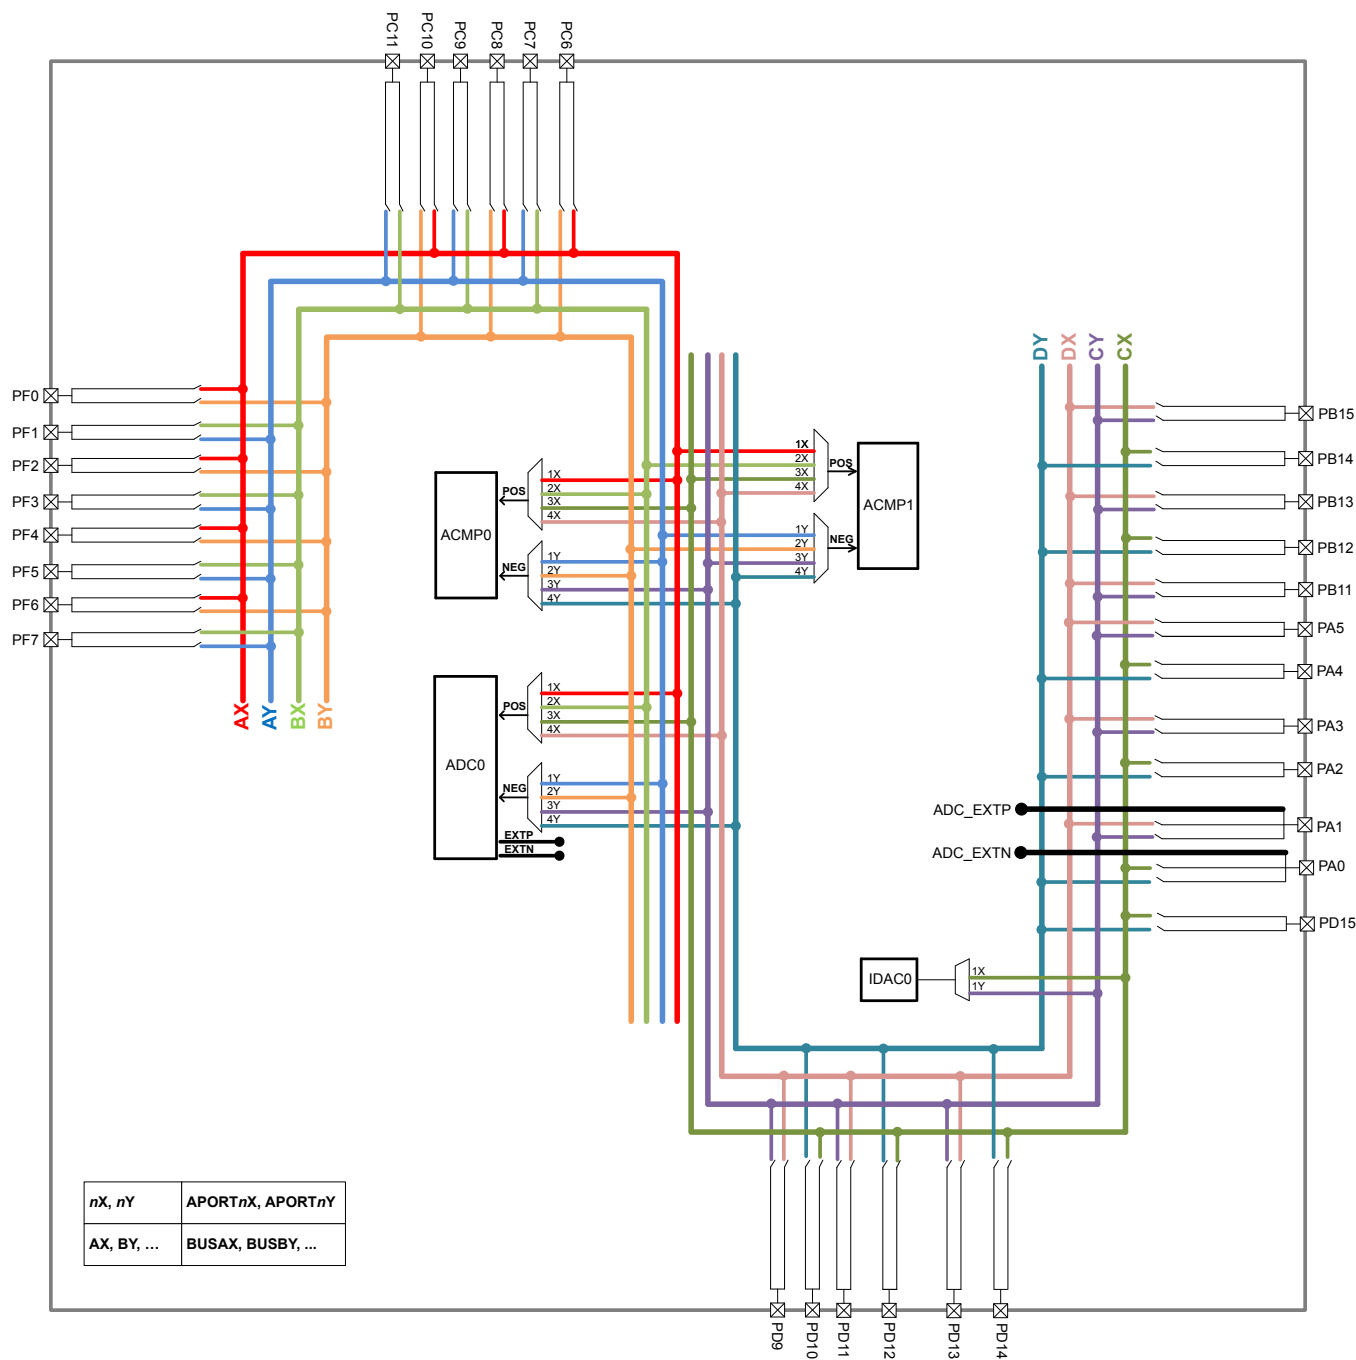 PC11
PC10
PC9
PC8
PC7
PC6
PF0
PF1
PF2
PF3
PF4
PF5
PF6
PF7
AX
AY
BX
BY
ACMP0
POS
1X
2X
3X
4X
NEG
1Y
2Y
3Y
4Y
ADC0
POS
1X
2X
3X
4X
NEG
1Y
2Y
3Y
4Y
EXTP
EXTN
1X
2X
3X
4X
POS
1Y
2Y
3Y
4Y
NEG
ACMP1
DY
DX
CY
CX
PB15
PB14
PB13
PB12
PB11
PA5
PA4
PA3
PA2
ADC_EXTP
PA1
ADC_EXTN
PA0
PD15
IDAC0
1X
1Y
PD9
PD10
PD11
PD12
PD13
PD14
nX, nY APORTnX, APORTnY
AX, BY, ... BUSAX, BUSBY, ...